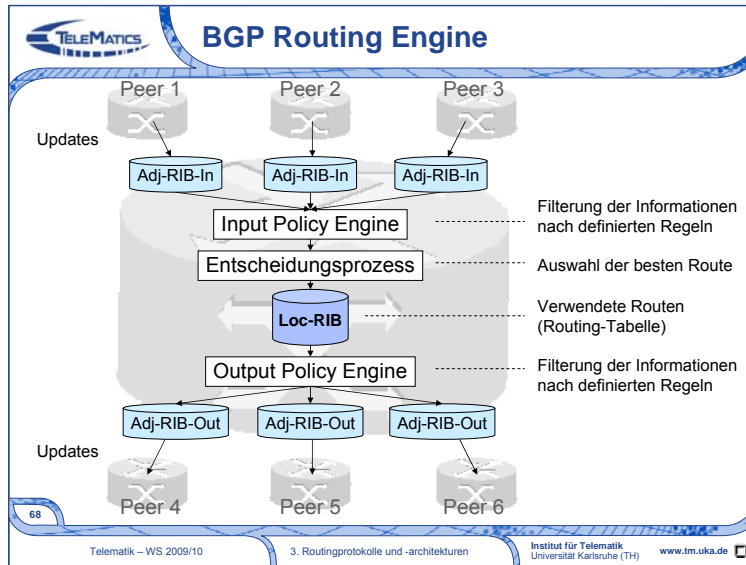 TELEMATICS
BGP Routing Engine
Peer 1
Peer 2
Peer 3
Updates
Adj-RIB-In
Adj-RIB-In
Adj-RIB-In
Input Policy Engine
Filterung der Informationen
nach definierten Regeln
Entscheidungsprozess
Auswahl der besten Route
Loc-RIB
Verwendete Routen
(Routing-Tabelle)
Output Policy Engine
Filterung der Informationen
nach definierten Regeln
Adj-RIB-Out
Adj-RIB-Out
Adj-RIB-Out
Updates
Peer 4
Peer 5
Peer 6
68
Telematik – WS 2009/10
3. Routingprotokolle und -architekturen
Institut für Telematik
Universität Karlsruhe (TH)
www.tm.uka.de